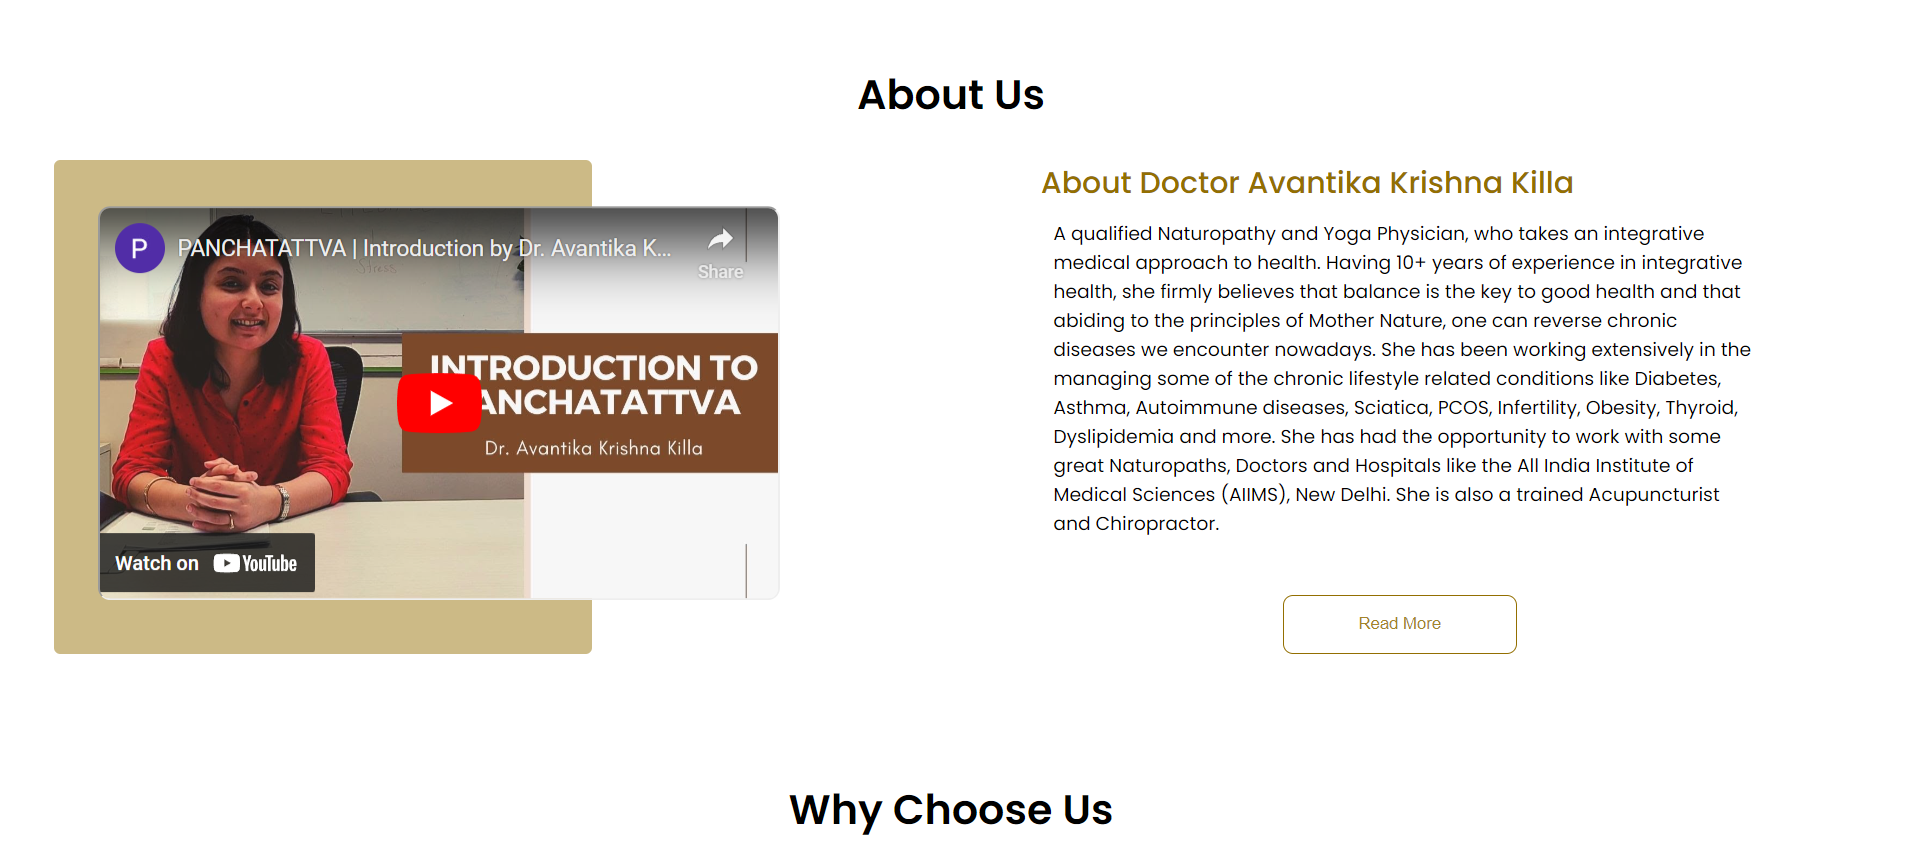 About Us
P
PANCHATATTVA | Introduction by Dr. Avantika K...
Share
Stress
INTRODUCTION TO
ANCHATATTVA
Dr. Avantika Krishna Killa
Watch on YouTube
About Doctor Avantika Krishna Killa
A qualified Naturopathy and Yoga Physician, who takes an integrative
medical approach to health. Having 10+ years of experience in integrative
health, she firmly believes that balance is the key to good health and that
abiding to the principles of Mother Nature, one can reverse chronic
diseases we encounter nowadays. She has been working extensively in the
managing some of the chronic lifestyle related conditions like Diabetes,
Asthma, Autoimmune diseases, Sciatica, PCOS, Infertility, Obesity, Thyroid,
Dyslipidemia and more. She has had the opportunity to work with some
great Naturopaths, Doctors and Hospitals like the All India Institute of
Medical Sciences (AIIMS), New Delhi. She is also a trained Acupuncturist
and Chiropractor.
Read More
Why Choose Us